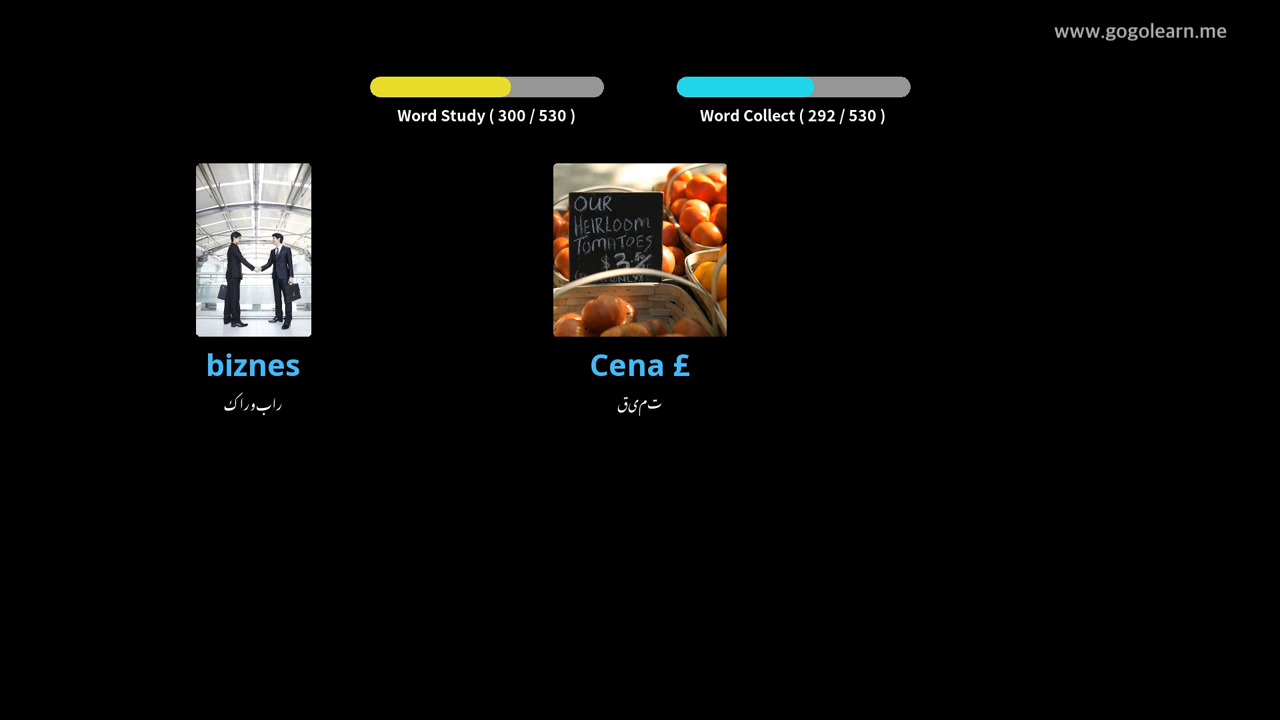 www.gogolearn.me
Word Study ( 300 / 530 )
Word Collect ( 292 / 530 )
OUR
HEIRLOOM
TOMATOES
biznes
Cena £
کاروبار
قیمت